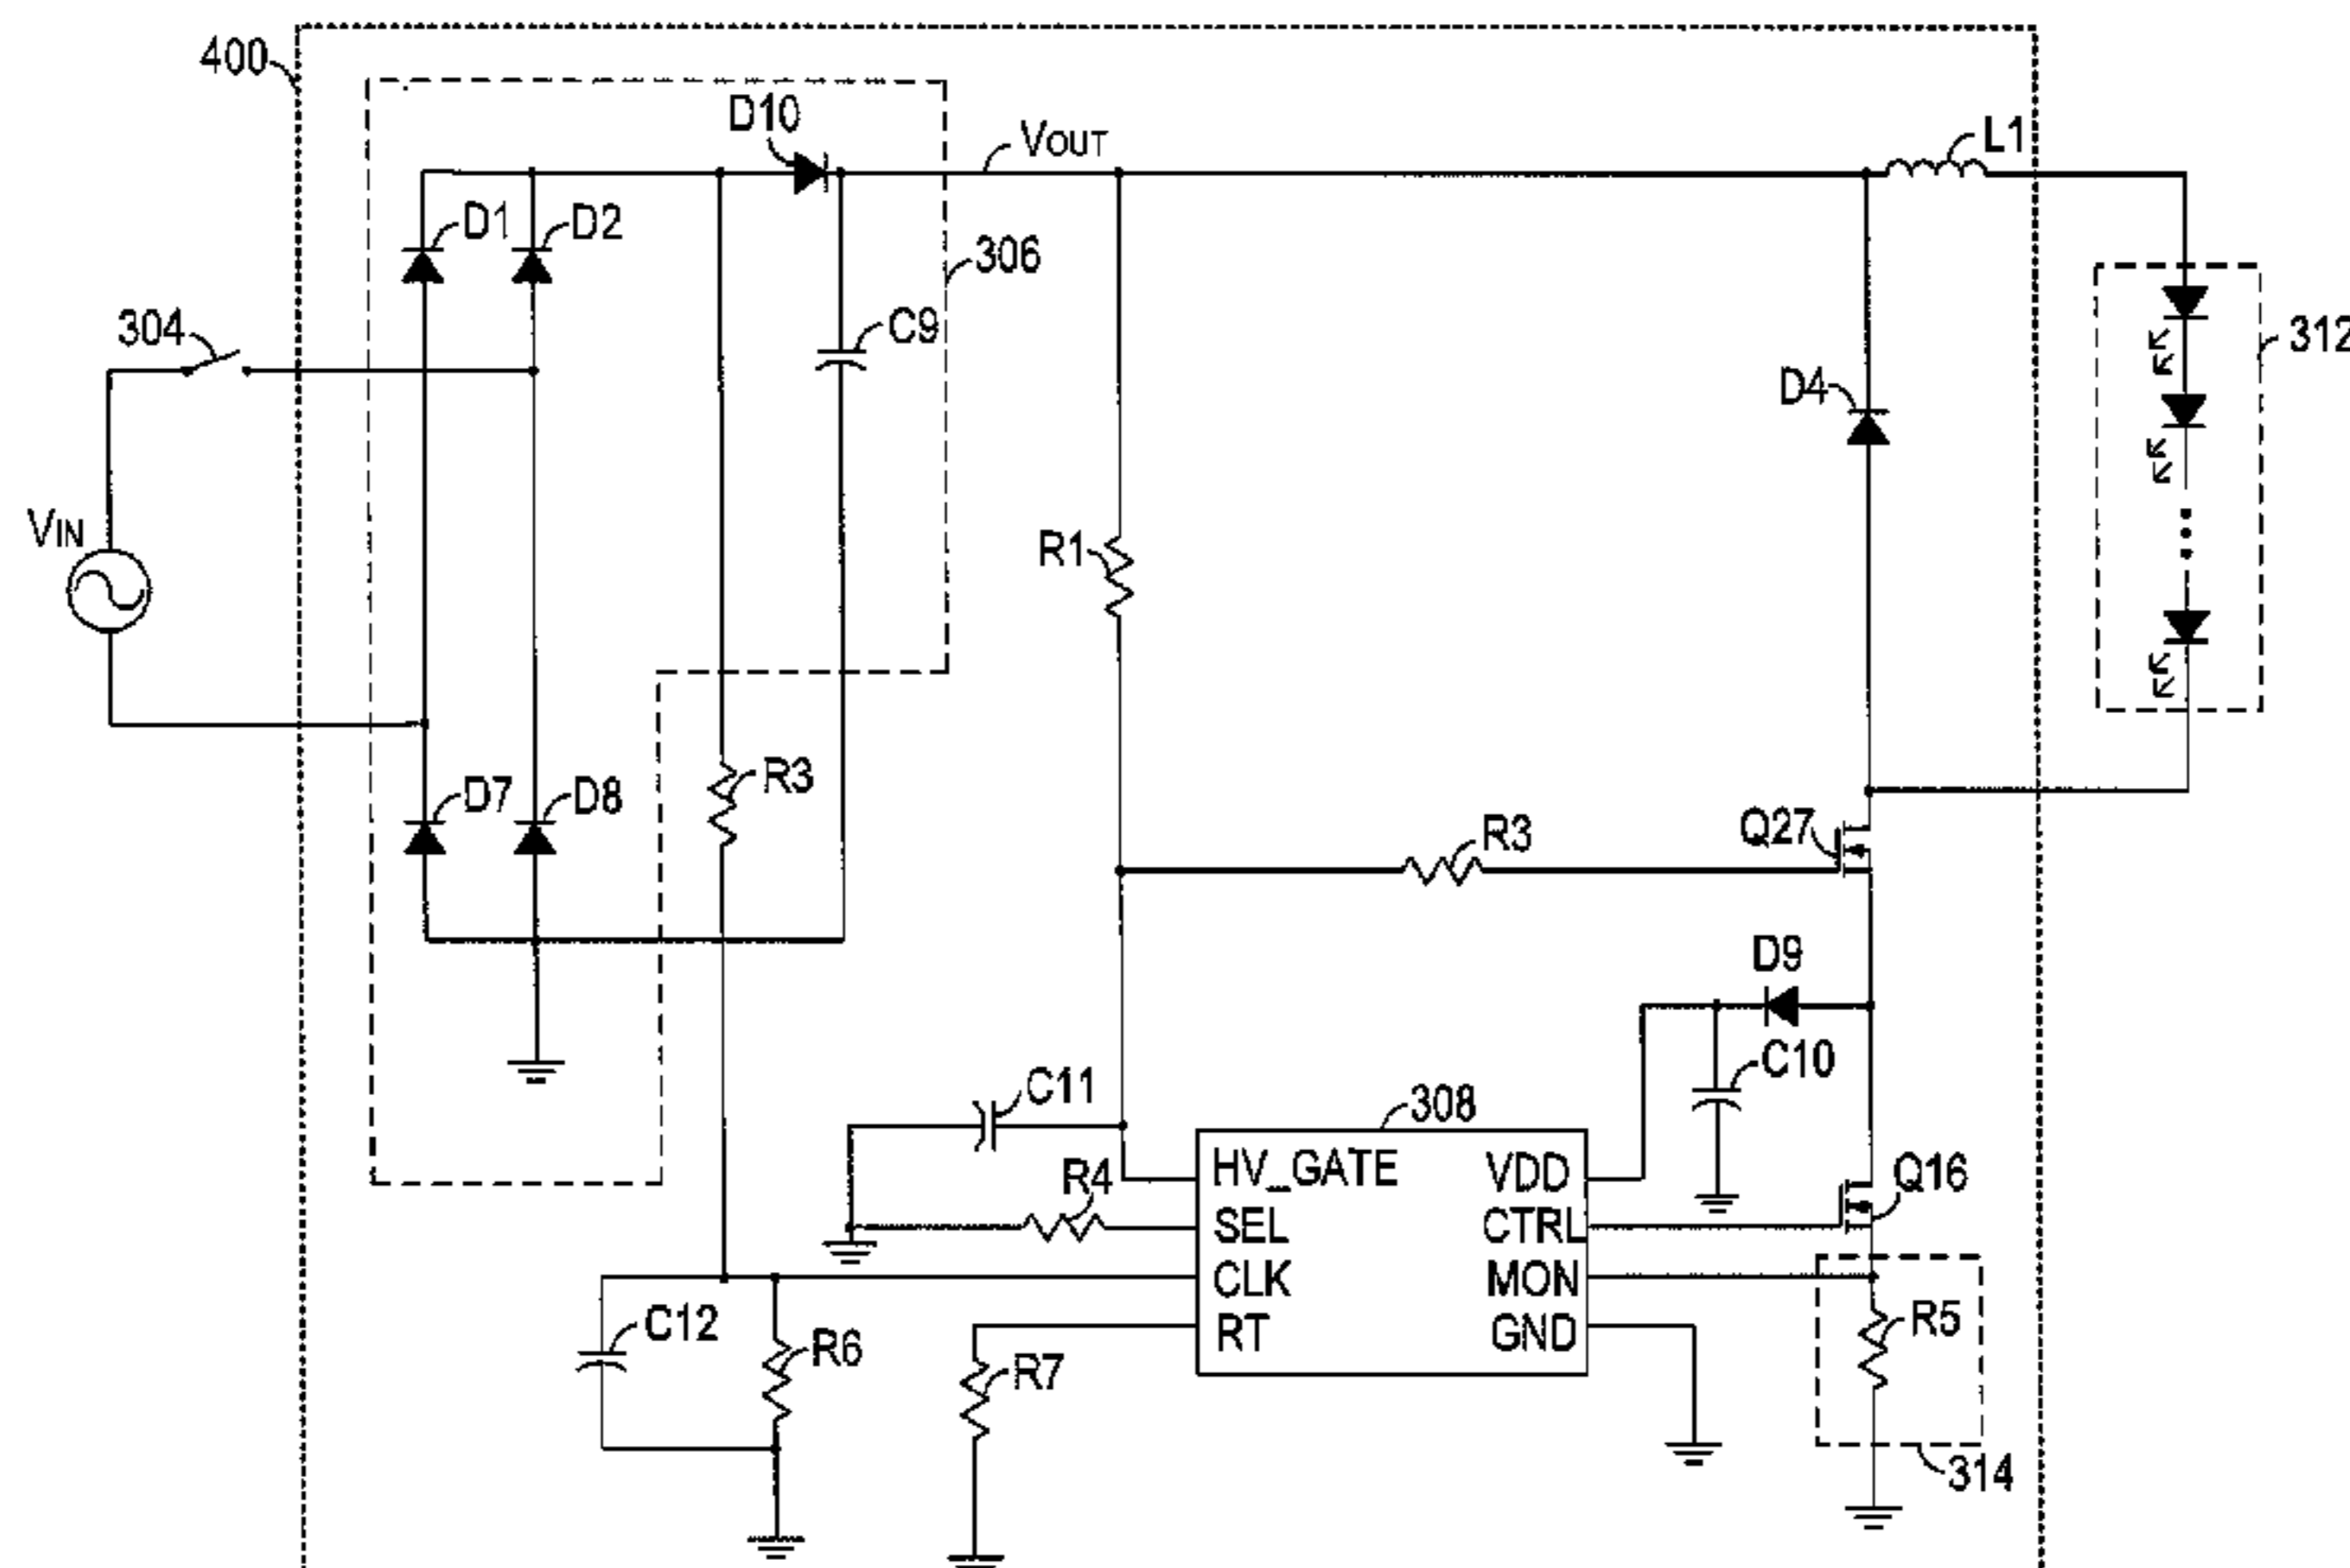 400
D10
VOUT
L1
D1
D2
306
304
C9
312
D4
VIN
R1
D7
D8
R3
R3
Q27
D9
C10
C11
308
R4
HV_GATE
VDD
Q16
SEL
CTRL
CLK
MON
C12
R6
RT
GND
R5
R7
314